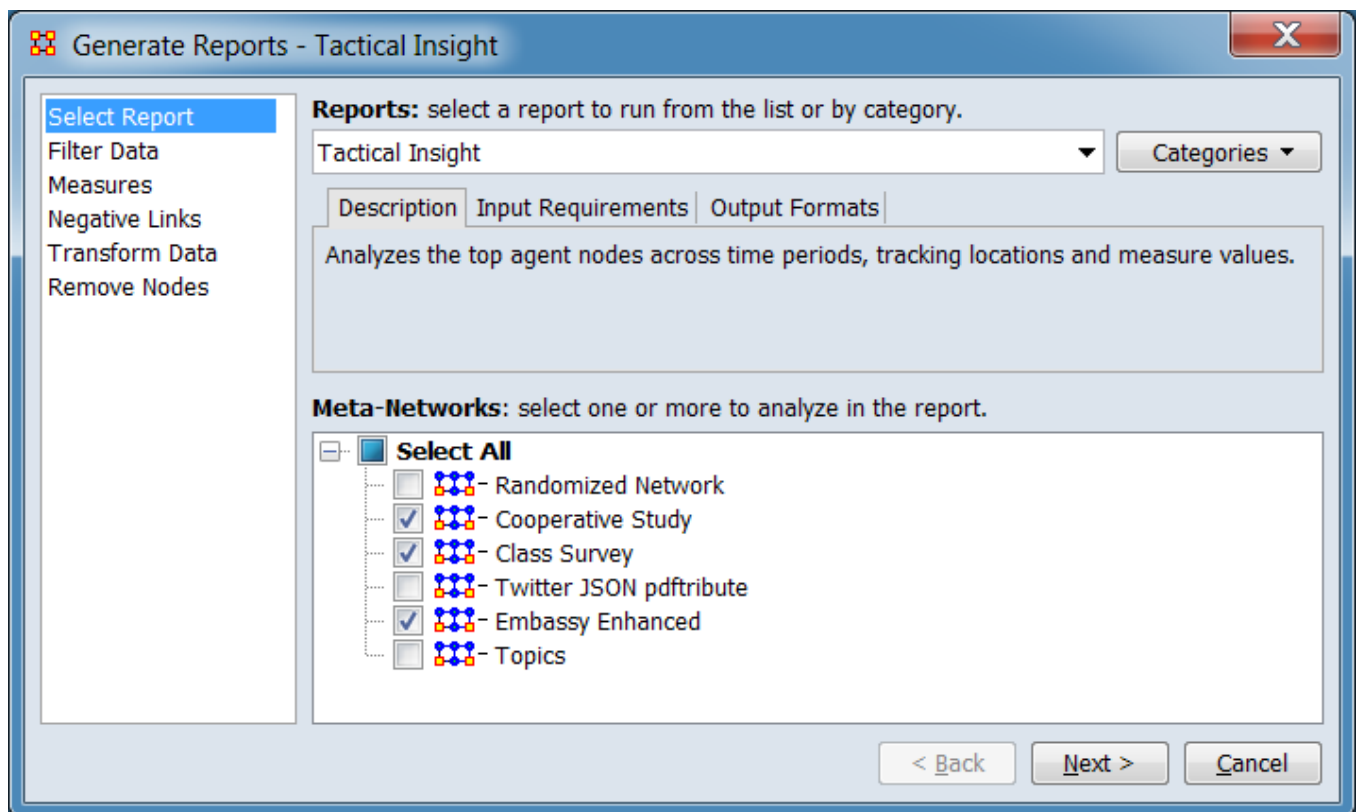 Generate Reports - Tactical Insight
X
Select Report
Filter Data
Measures
Negative Links
Transform Data
Remove Nodes
Reports: select a report to run from the list or by category.
Tactical Insight
Categories
Description Input Requirements Output Formats
Analyzes the top agent nodes across time periods, tracking locations and measure values.
Meta-Networks: select one or more to analyze in the report.
Select All
Randomized Network
Cooperative Study
Class Survey
Twitter JSON pdftribute
Embassy Enhanced
Topics
< Back Next > Cancel